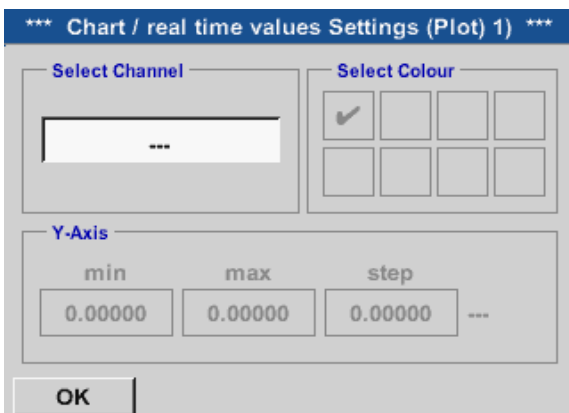 *** Chart / real time values Settings (Plot) 1) ***
Select Channel
Select Colour
---
✔
Y-Axis
min max step
0.00000 0.00000 0.00000 ---
OK